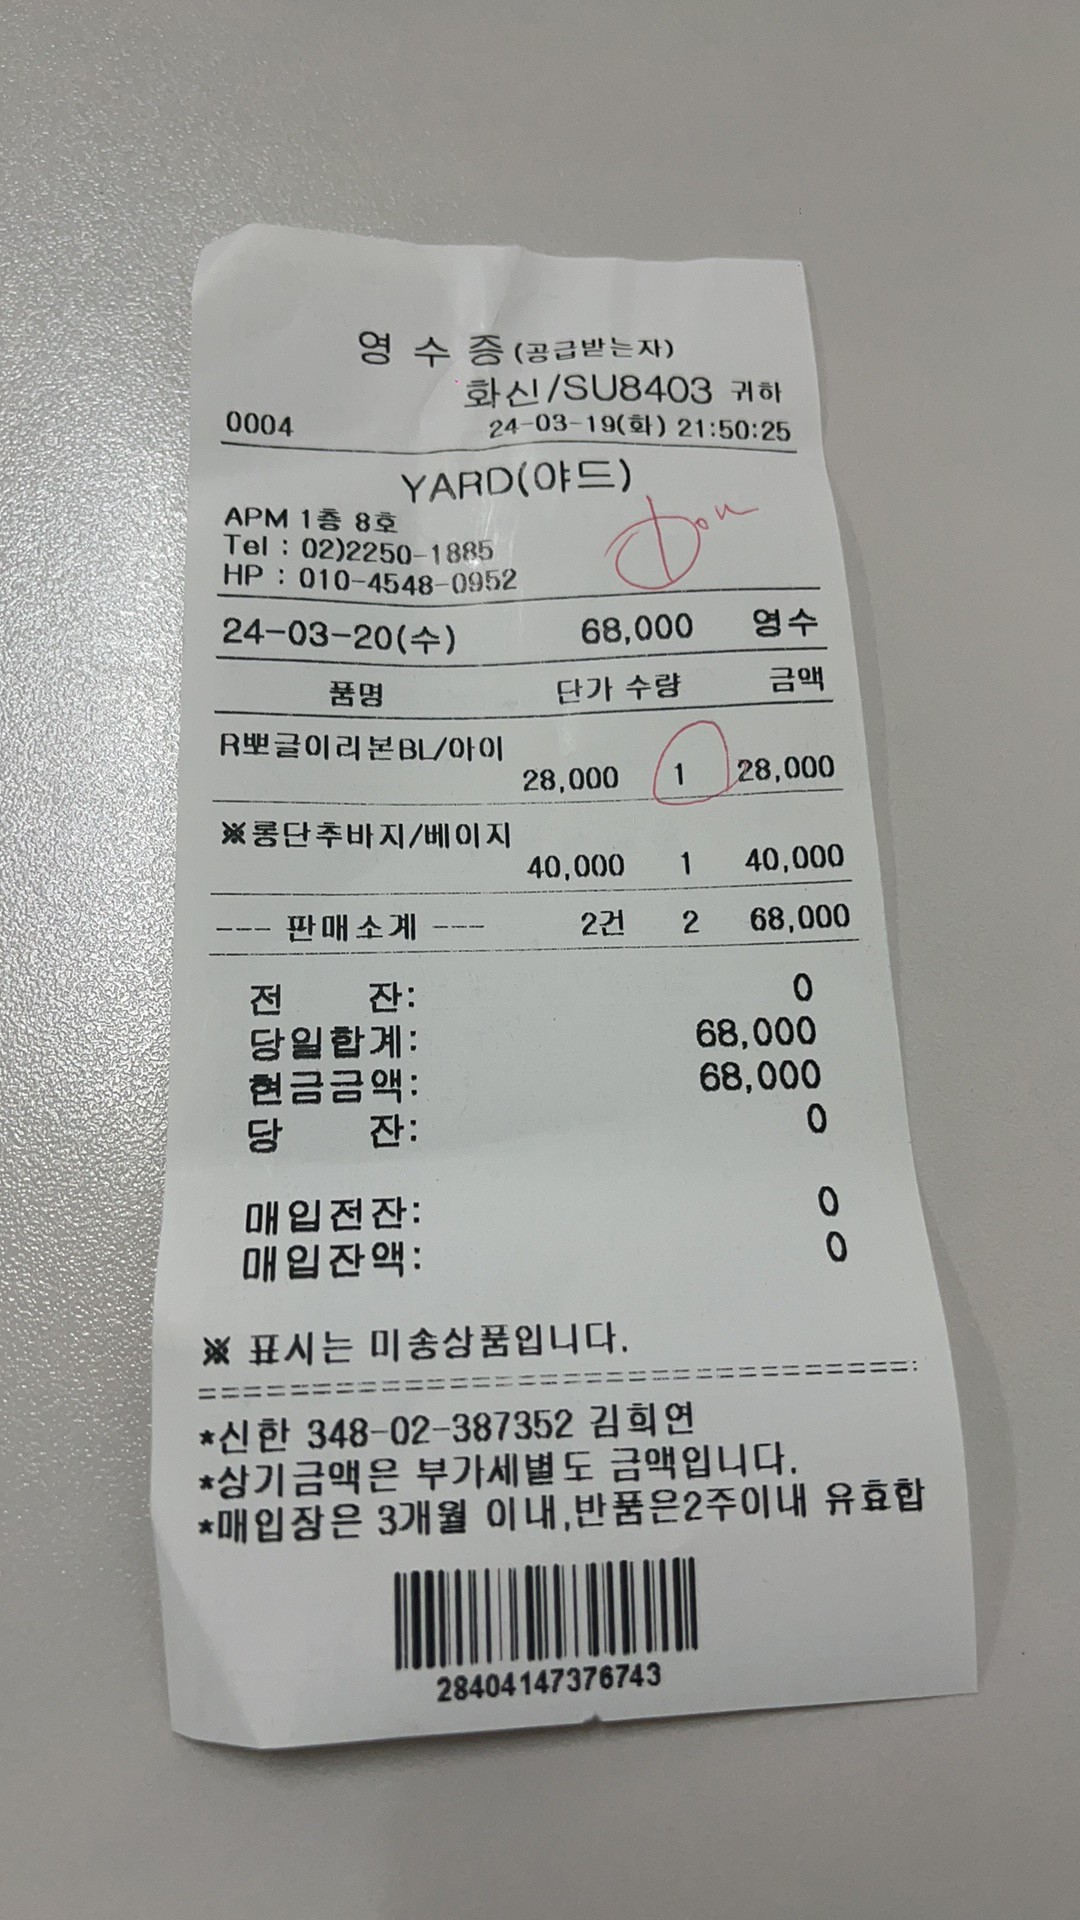 영 수 증 (공급받는자)
화신/SU8403 귀하
0004 24-03-19(화) 21:50:25
YARD(야드)
APM 1층 8호
Tel : 02)2250-1885
HP : 010-4548-0952
24-03-20(수) 68,000 영수
품명 단가 수량 금액
R뽀글이리본BL/아이
28,000 1 28,000
※롱단추바지/베이지
40,000 1 40,000
--- 판매소계 --- 2건 2 68,000
전 잔: 0
당일합계: 68,000
현금금액: 68,000
당 잔: 0
매입전잔: 0
매입잔액: 0
※ 표시는 미송상품입니다.
================================:
*신한 348-02-387352 김희연
*상기금액은 부가세별도 금액입니다.
*매입장은 3개월 이내,반품은2주이내 유효합
28404147376743